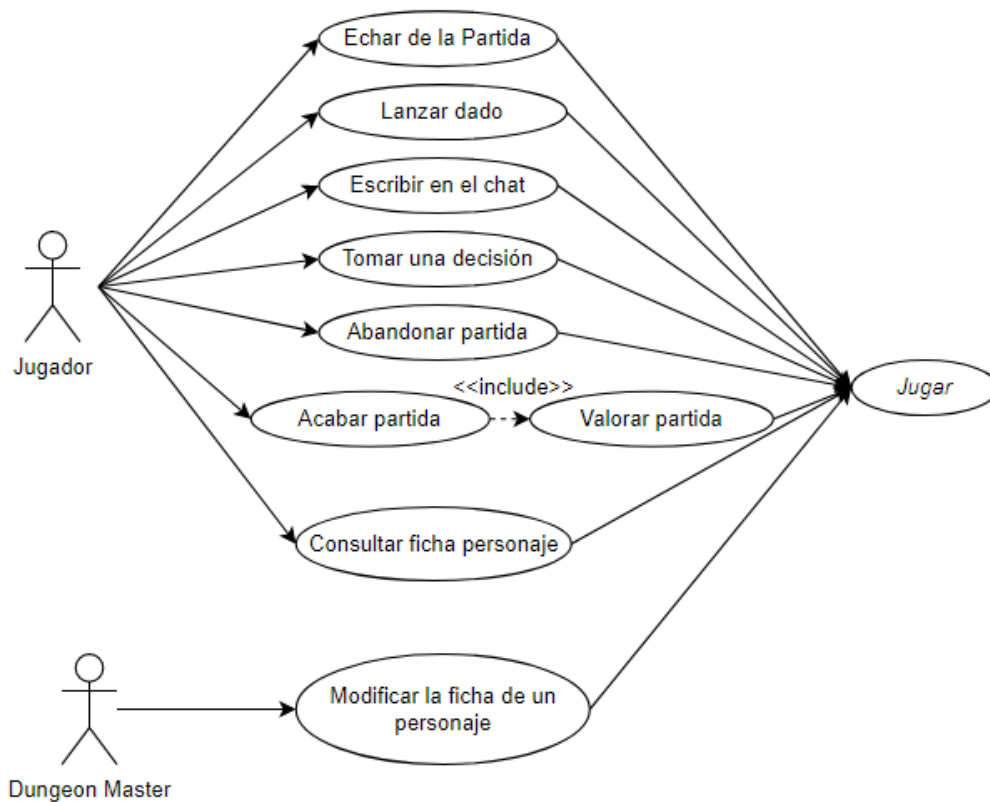 Echar de la Partida
Lanzar dado
Escribir en el chat
Tomar una decisión
Jugador
Abandonar partida
<<include>>
Jugar
Acabar partida
Valorar partida
Consultar ficha personaje
Modificar la ficha de un
personaje
Dungeon Master